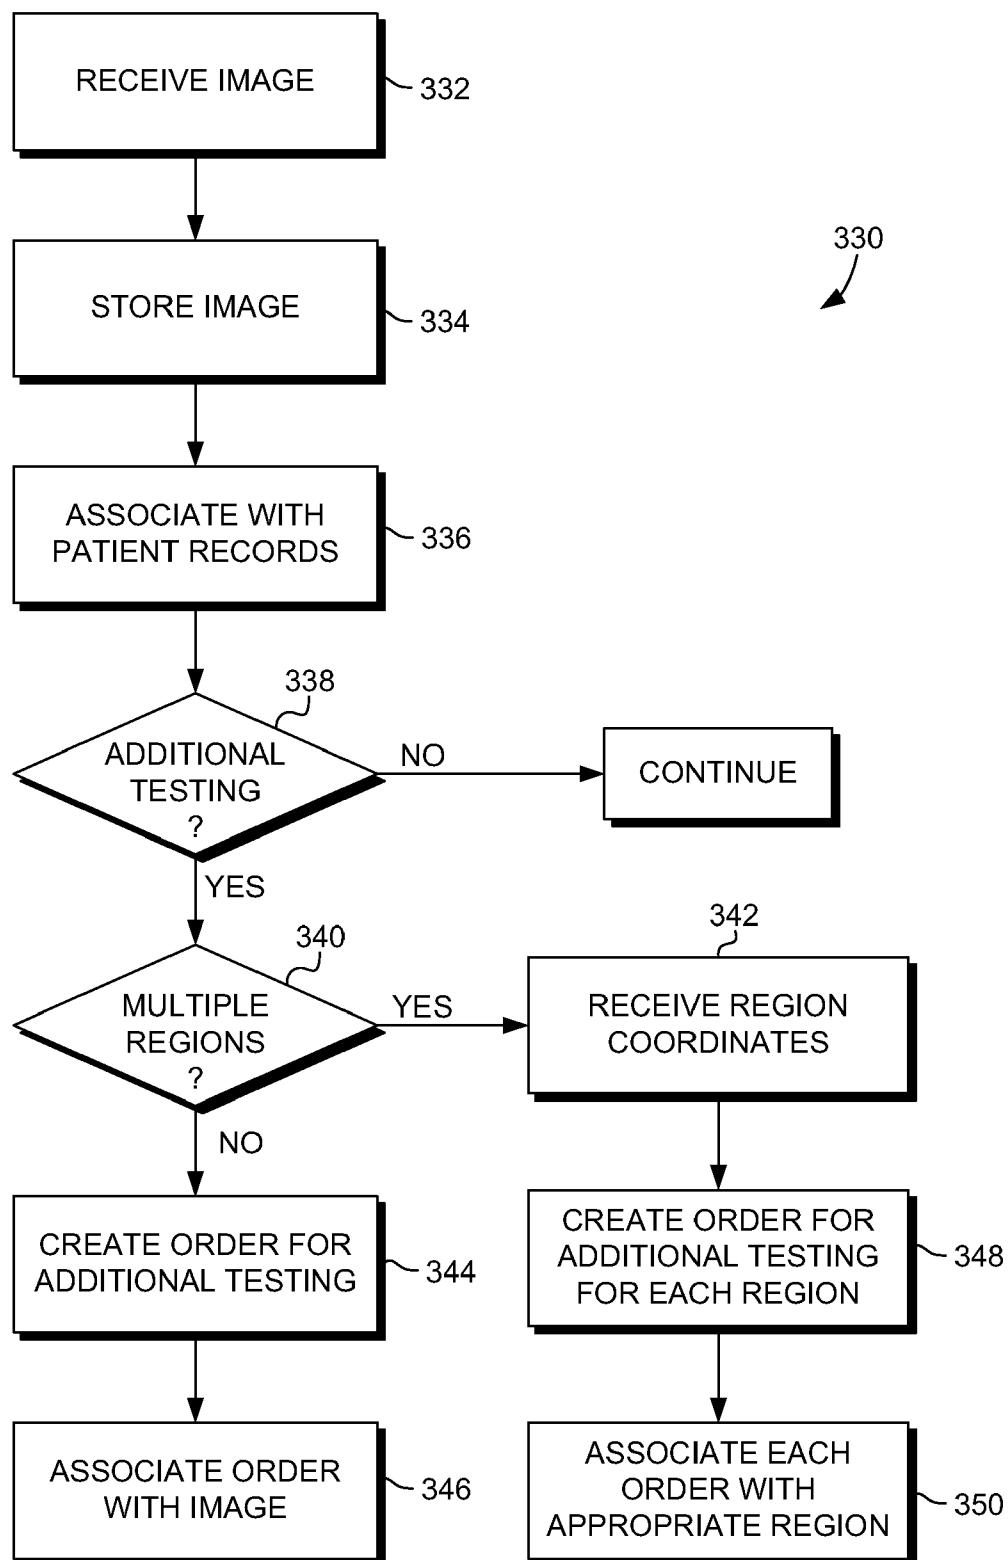 RECEIVE IMAGE
332
330
STORE IMAGE
334
ASSOCIATE WITH
PATIENT RECORDS
336
338
ADDITIONAL
TESTING
?
NO
CONTINUE
YES
340
MULTIPLE
REGIONS
?
YES
342
RECEIVE REGION
COORDINATES
NO
CREATE ORDER FOR
ADDITIONAL TESTING
344
CREATE ORDER FOR
ADDITIONAL TESTING
FOR EACH REGION
348
ASSOCIATE ORDER
WITH IMAGE
346
ASSOCIATE EACH
ORDER WITH
APPROPRIATE REGION
350